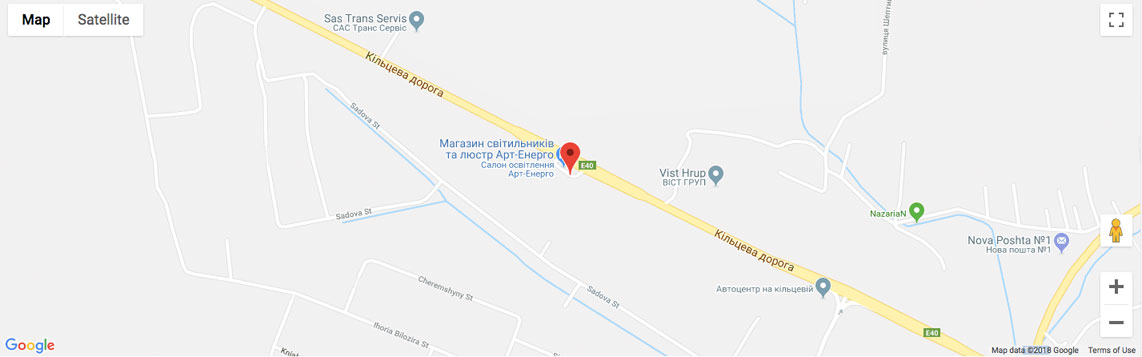 Map
Satellite
Sas Trans Servis
САС Транс Сервіс
вулиця Шепти
Кільцева дорога
Sadova St
Магазин світильників
та люстр Арт-Енерго
Салон освітлення
Арт-Енерго
E40
Vist Hrup
ВІСТ ГРУП
NazariaN
Sadova St
Кільцева дорога
Nova Poshta №1
Нова пошта №1
Cheremshyny St
Sadova St
Автоцентр на кільцевій
Ihoria Bilozira St
E40
Google
Map data ©2018 Google
Terms of Use